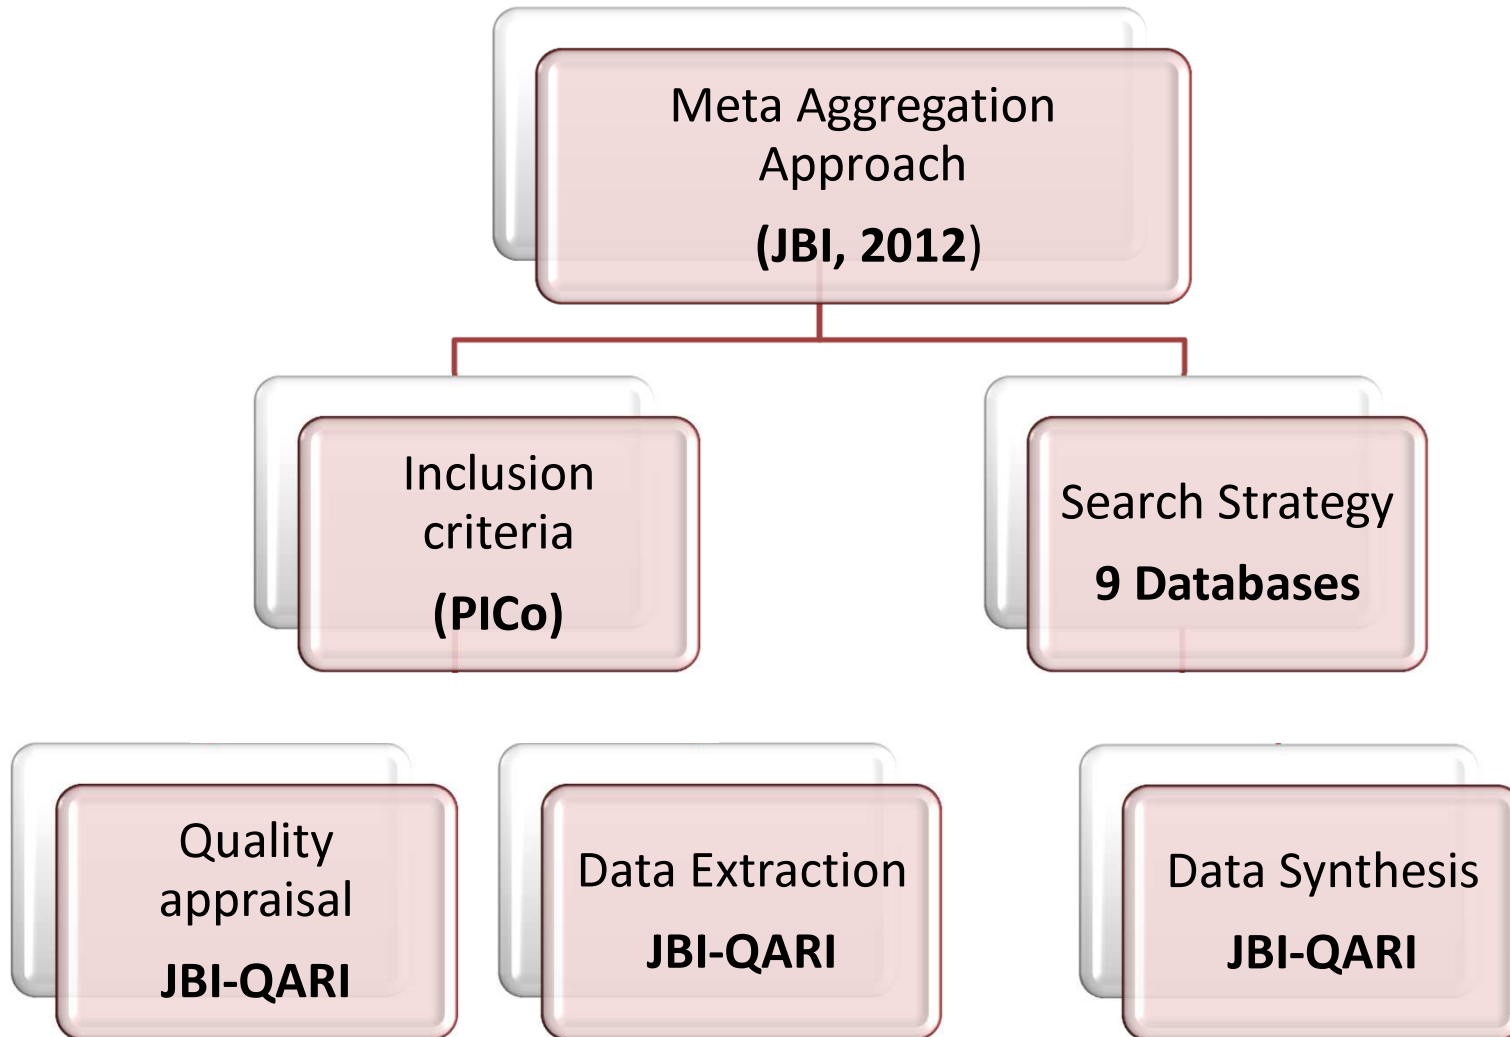 Meta Aggregation
Approach
(JBI, 2012)
Inclusion
criteria
(PICo)
Search Strategy
9 Databases
Quality
appraisal
JBI-QARI
Data Extraction
JBI-QARI
Data Synthesis
JBI-QARI